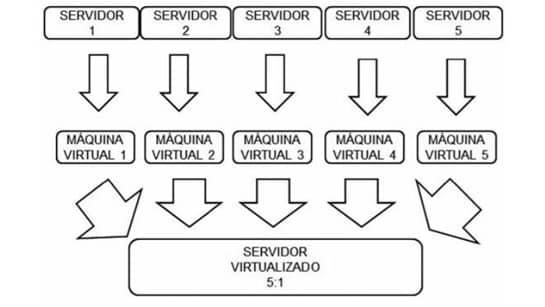 SERVIDOR
1
SERVIDOR
2
SERVIDOR
3
SERVIDOR
4
SERVIDOR
5
MÁQUINA
VIRTUAL 1
MÁQUINA
VIRTUAL 2
MÁQUINA
VIRTUAL 3
MÁQUINA
VIRTUAL 4
MÁQUINA
VIRTUAL 5
SERVIDOR
VIRTUALIZADO
5:1